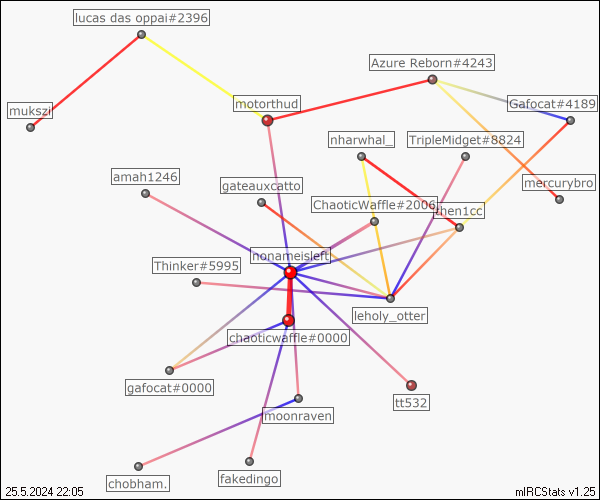 lucas das oppai#2396
Azure Reborn#4243
motorthud
Gafocat#4189
mukszi
nharwhal_
TripleMidget#8824
amah1246
gateauxcatto
mercurybro
ChaoticWaffle#2006
chen1cc
nonameisleft
Thinker#5995
leholy_otter
chaoticwaffle#0000
gafocat#0000
tt532
moonraven
chobham.
fakedingo
25.5.2024 22:05
mIRCStats v1.25